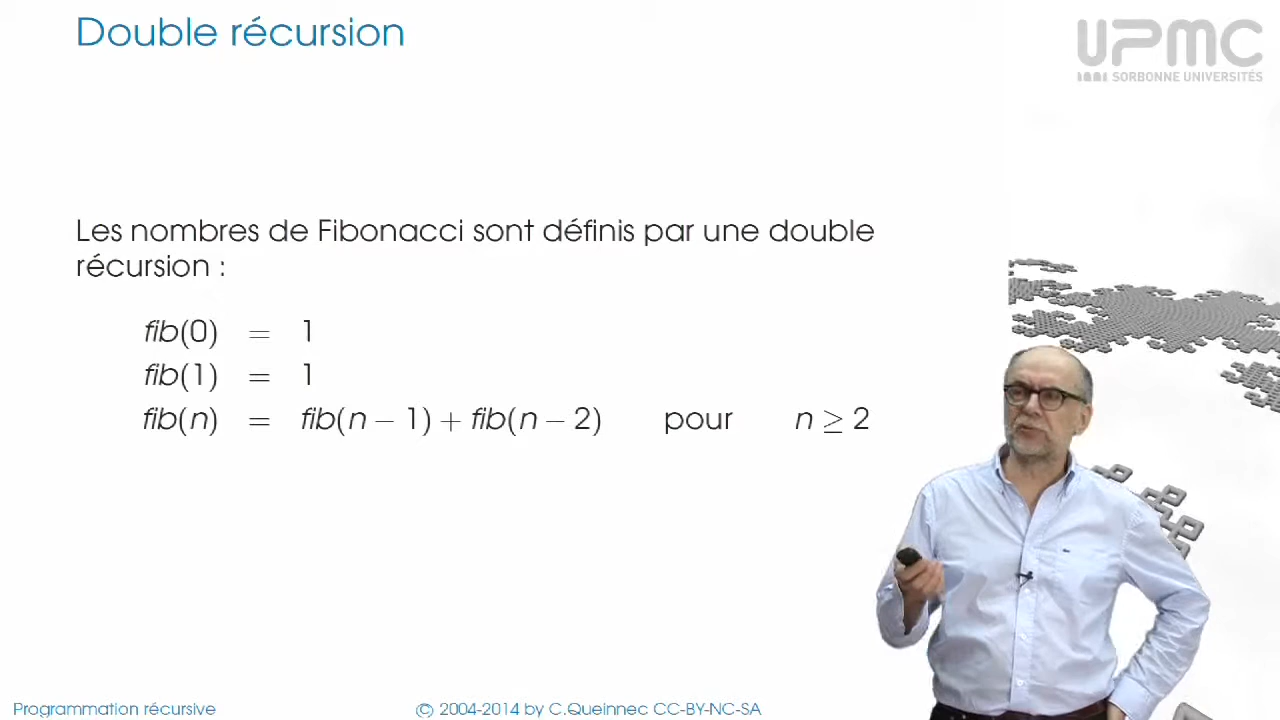 Double récursion
UPMC
SORBONNE UNIVERSITÉS
Les nombres de Fibonacci sont définis par une double
récursion :
fib(0) = 1
fib(1) = 1
fib(n) = fib(n − 1) + fib(n − 2) pour n ≥ 2
Programmation récursive
© 2004-2014 by C.Queinnec CC-BY-NC-SA